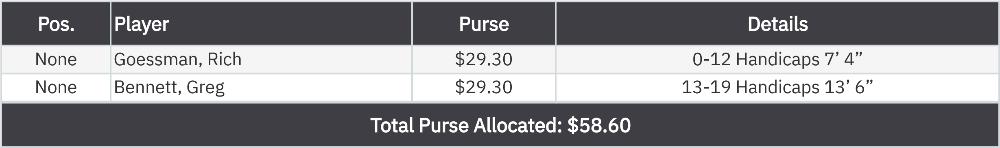 Pos. Player Purse Details
None Goessman, Rich $29.30 0-12 Handicaps 7’ 4”
None Bennett, Greg $29.30 13-19 Handicaps 13’ 6”
Total Purse Allocated: $58.60